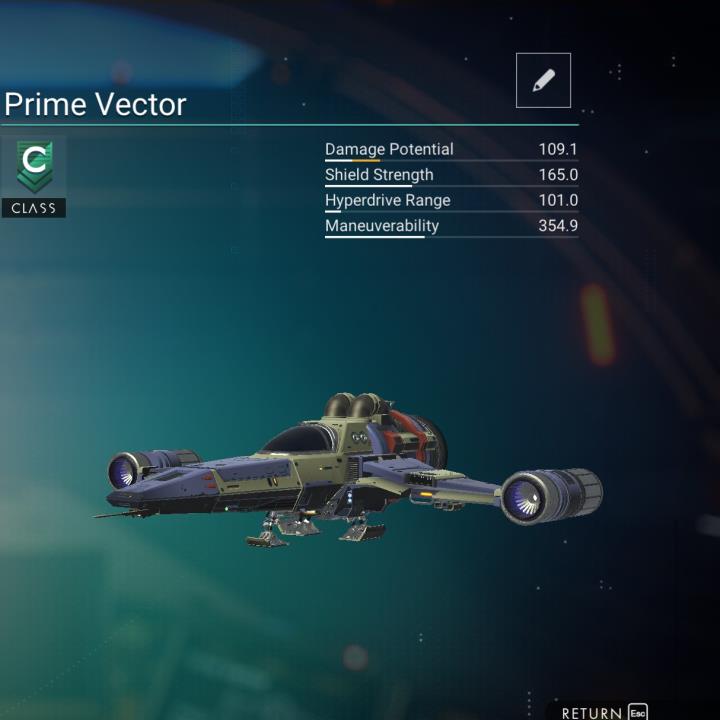 Prime Vector
C
CLASS
Damage Potential 109.1
Shield Strength 165.0
Hyperdrive Range 101.0
Maneuverability 354.9
RETURN Esc